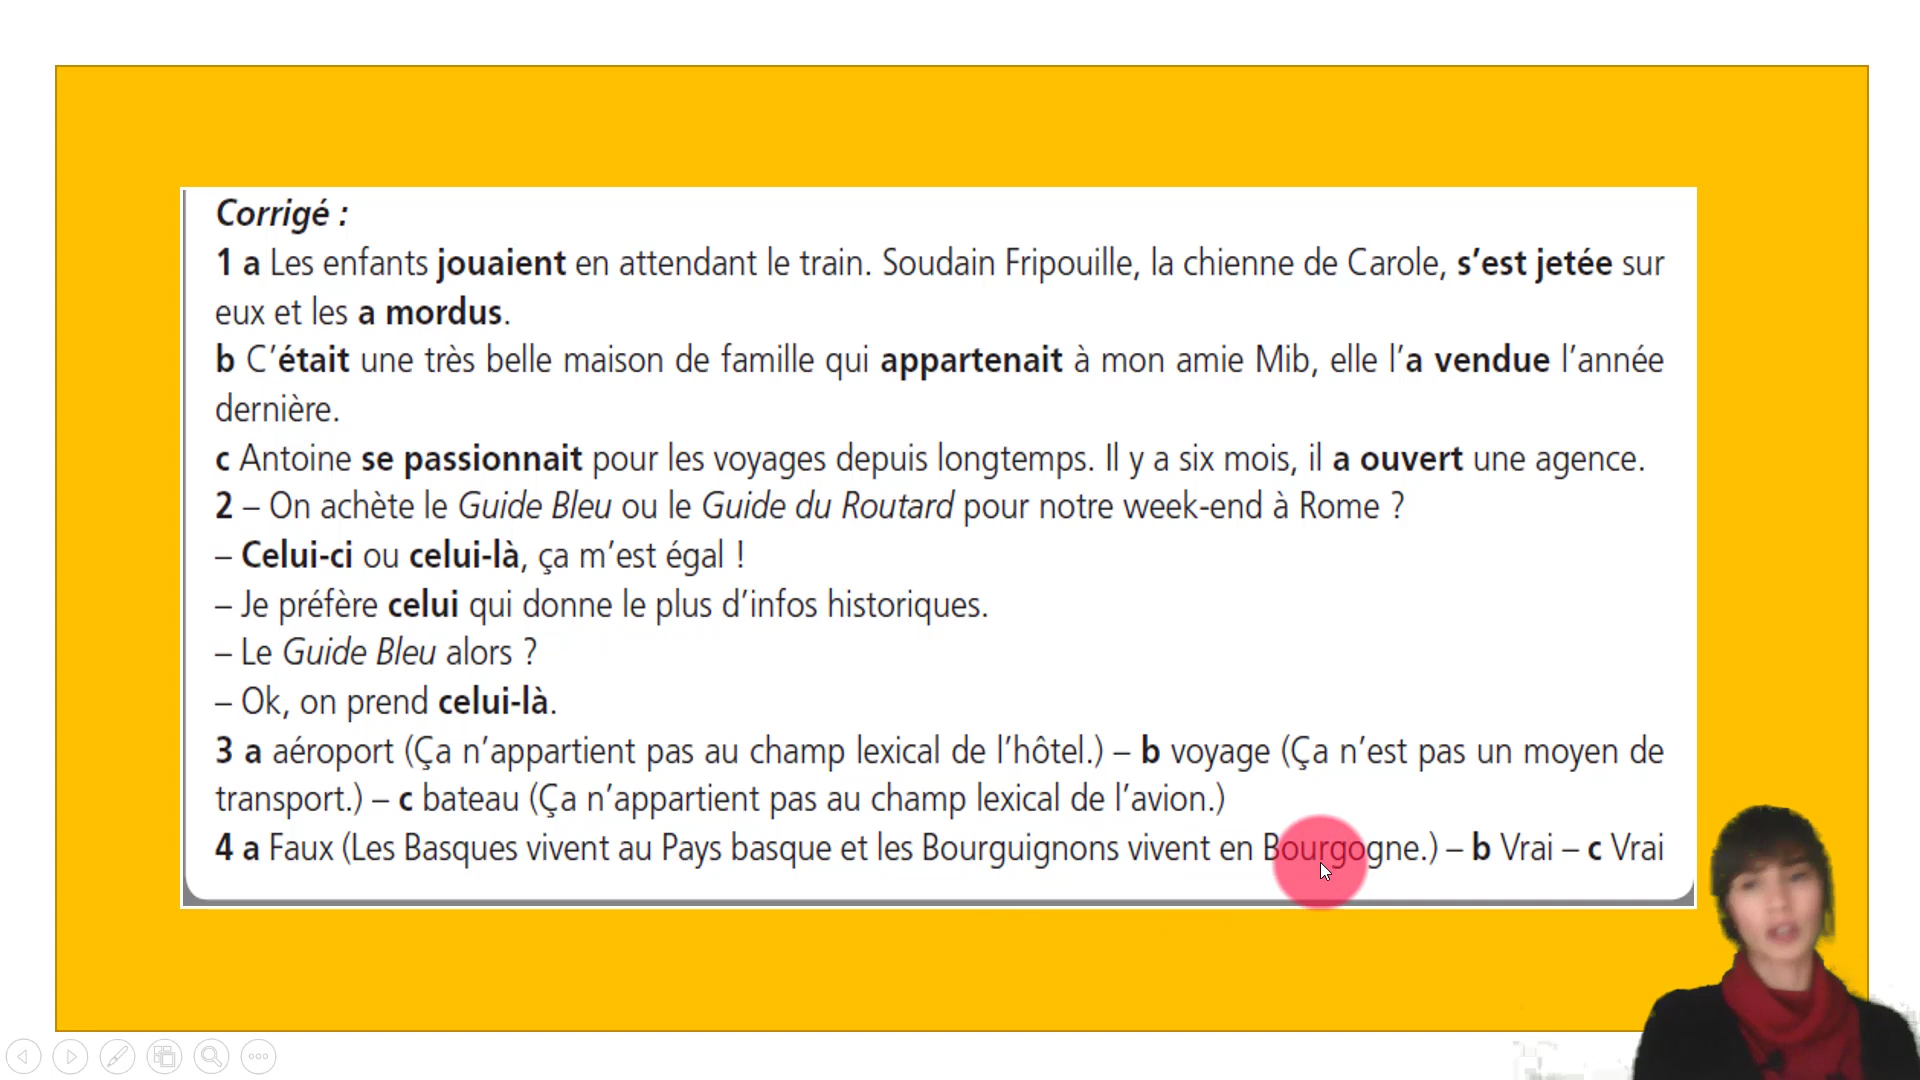 Corrigé :
1 a Les enfants jouaient en attendant le train. Soudain Fripouille, la chienne de Carole, s’est jetée sur
eux et les a mordus.
b C’était une très belle maison de famille qui appartenait à mon amie Mib, elle l’a vendue l’année
dernière.
c Antoine se passionnait pour les voyages depuis longtemps. Il y a six mois, il a ouvert une agence.
2 – On achète le Guide Bleu ou le Guide du Routard pour notre week-end à Rome ?
– Celui-ci ou celui-là, ça m’est égal !
– Je préfère celui qui donne le plus d’infos historiques.
– Le Guide Bleu alors ?
– Ok, on prend celui-là.
3 a aéroport (Ça n’appartient pas au champ lexical de l’hôtel.) – b voyage (Ça n’est pas un moyen de
transport.) – c bateau (Ça n’appartient pas au champ lexical de l’avion.)
4 a Faux (Les Basques vivent au Pays basque et les Bourguignons vivent en Bourgogne.) – b Vrai – c Vrai